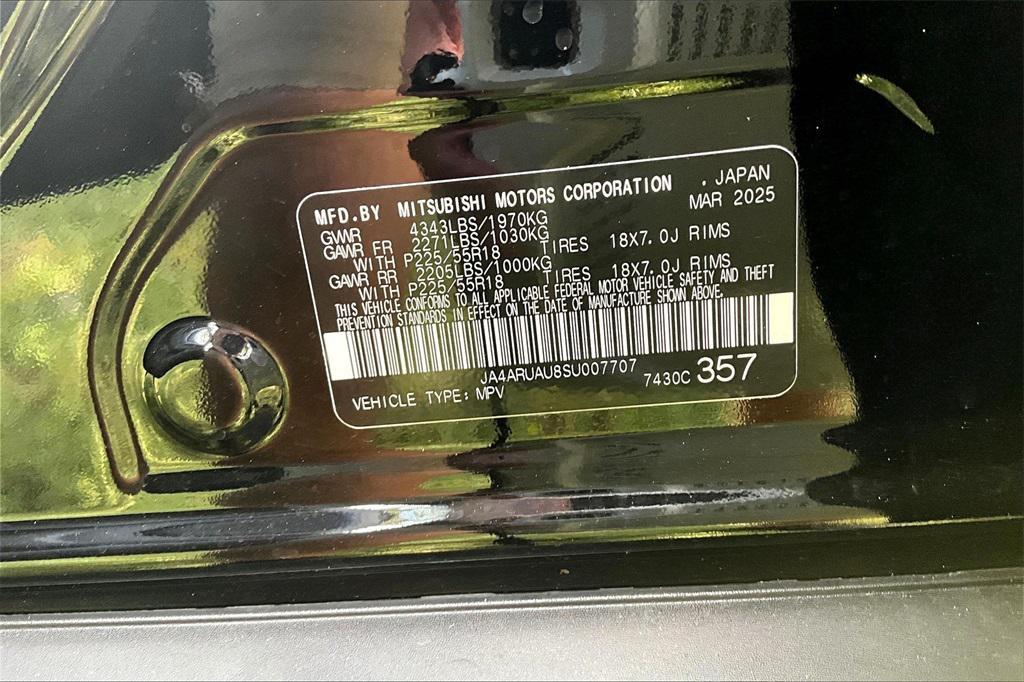 MFD.BY MITSUBISHI MOTORS CORPORATION . JAPAN
MAR 2025
GVWR 4343LBS/1970KG
GAWR FR 2271LBS/1030KG
WITH P225/55R18 TIRES 18X7.0J RIMS
GAWR RR 2205LBS/1000KG
WITH P225/55R18 TIRES 18X7.0J RIMS
THIS VEHICLE CONFORMS TO ALL APPLICABLE FEDERAL MOTOR VEHICLE SAFETY AND THEFT
PREVENTION STANDARDS IN EFFECT ON THE DATE OF MANUFACTURE SHOWN ABOVE.
JA4ARUAU8SU007707
VEHICLE TYPE: MPV 7430C 357